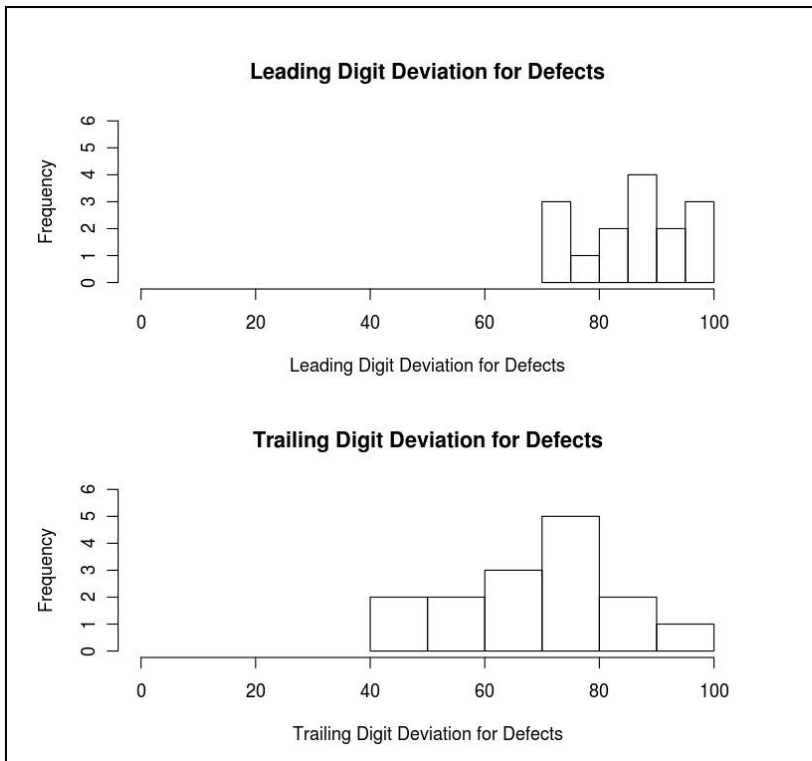 Leading Digit Deviation for Defects
Frequency
0 1 2 3 4 5 6
0 20 40 60 80 100
Leading Digit Deviation for Defects
Trailing Digit Deviation for Defects
Frequency
0 1 2 3 4 5 6
0 20 40 60 80 100
Trailing Digit Deviation for Defects